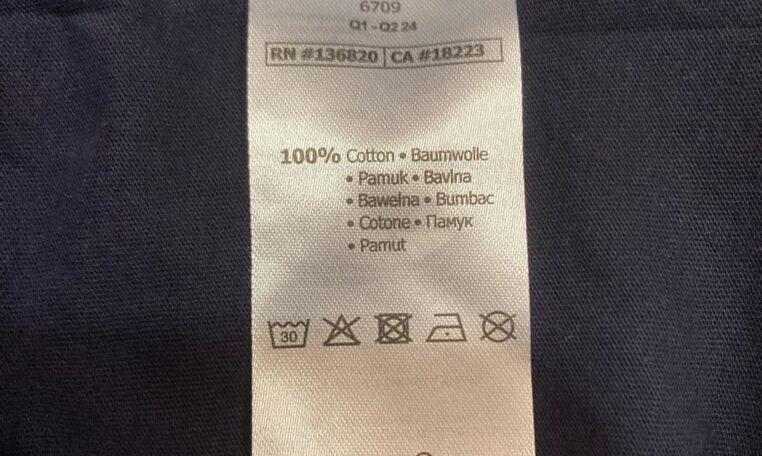 6709
Q1 - Q2 24
RN #136820 CA #18223
100% Cotton • Baumwolle
• Pamuk • Bavlna
• Bawełna • Bumbac
• Cotone • Памук
• Pamut
30